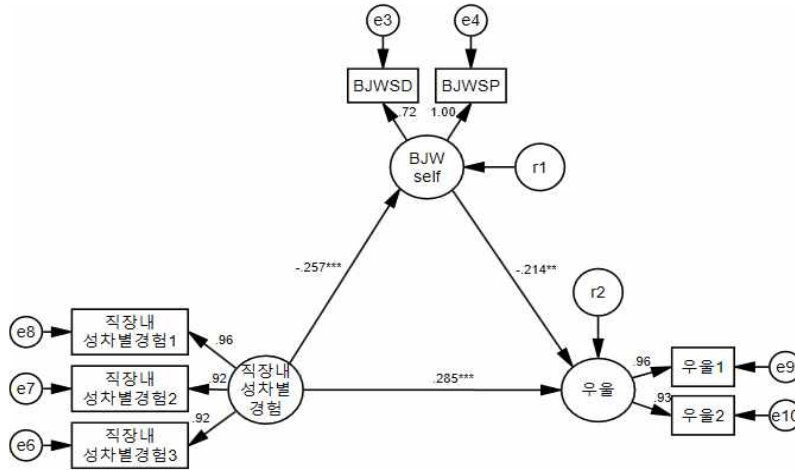 e3
e4
BJWSD
BJWSP
.72
1.00
BJW
self
r1
-.257***
-.214**
r2
e8
직장내
성차별경험1
.96
e7
직장내
성차별경험2
.92
직장내
성차별
경험
.285***
우울
.96
우울1
e9
e6
직장내
성차별경험3
.92
.93
우울2
e10